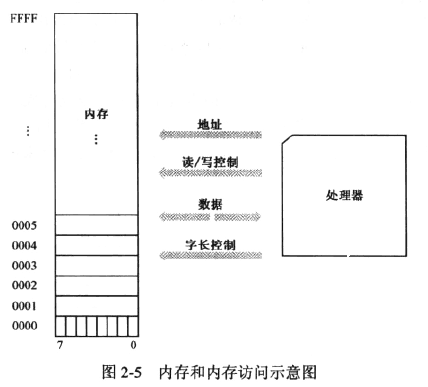 FFFF
内存
⋮
⋮
地址
读/写控制
数据
字长控制
处理器
0005
0004
0003
0002
0001
0000
7 0
图 2-5 内存和内存访问示意图